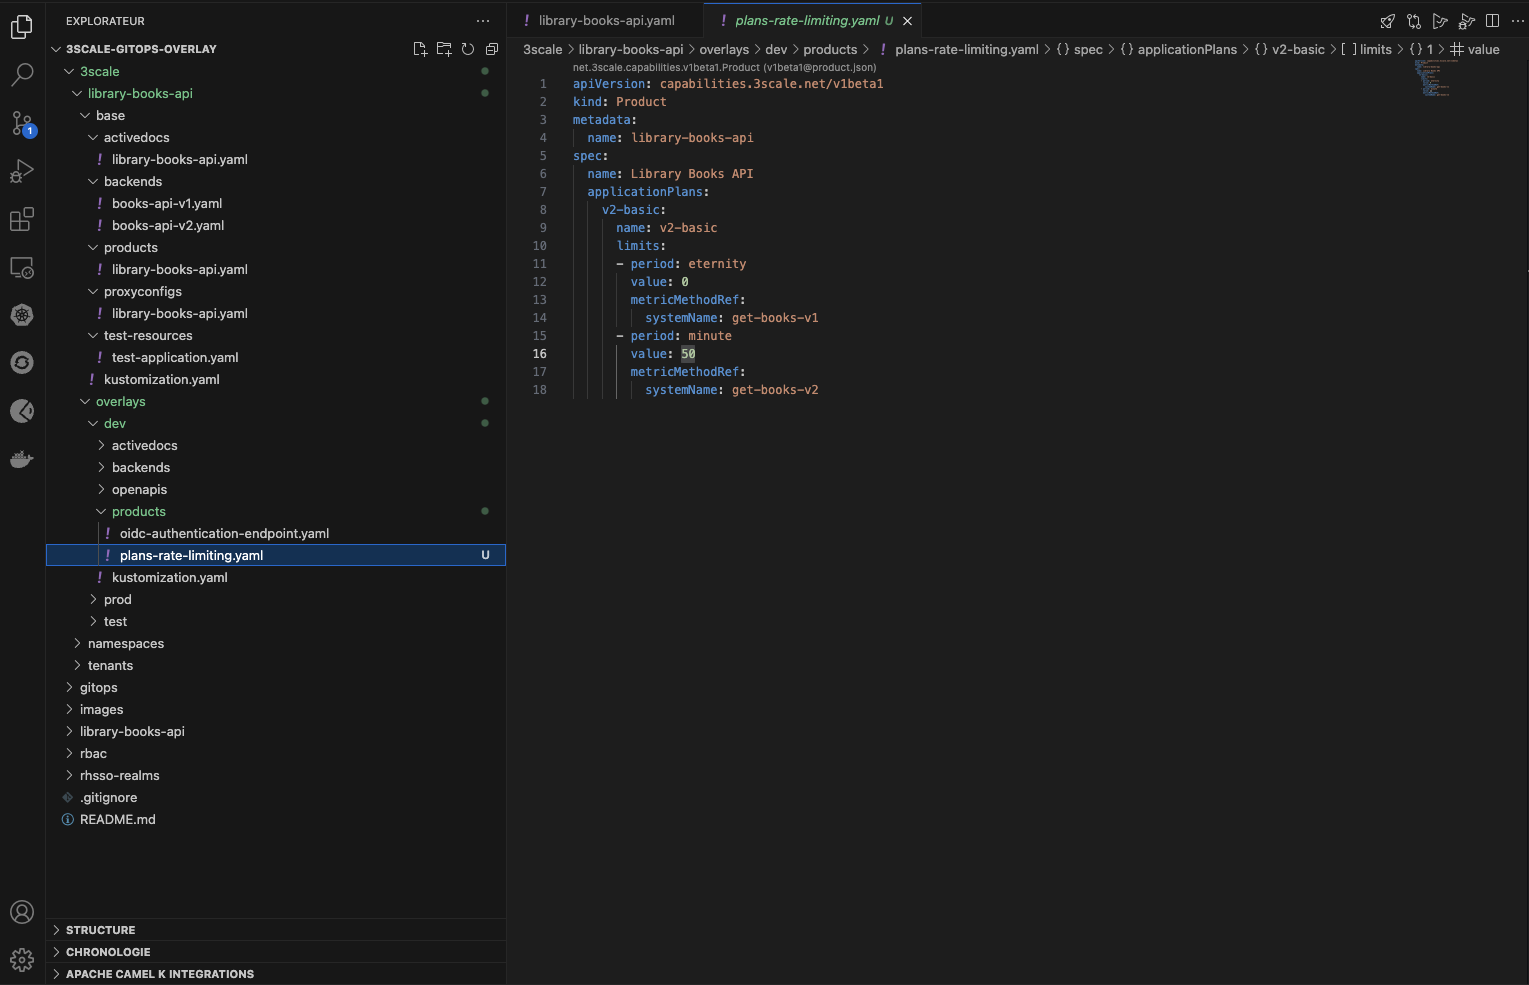 EXPLORATEUR
3SCALE-GITOPS-OVERLAY
3scale
library-books-api
base
activedocs
! library-books-api.yaml
backends
! books-api-v1.yaml
! books-api-v2.yaml
products
! library-books-api.yaml
proxyconfigs
! library-books-api.yaml
test-resources
! test-application.yaml
! kustomization.yaml
overlays
dev
activedocs
backends
openapis
products
! oidc-authentication-endpoint.yaml
! plans-rate-limiting.yaml U
! kustomization.yaml
prod
test
namespaces
tenants
gitops
images
library-books-api
rbac
rhsso-realms
.gitignore
README.md
STRUCTURE
CHRONOLOGIE
APACHE CAMEL K INTEGRATIONS
1
! library-books-api.yaml
! plans-rate-limiting.yaml U
3scale > library-books-api > overlays > dev > products > ! plans-rate-limiting.yaml > {} spec > {} applicationPlans > {} v2-basic > [ ] limits > {} 1 > # value
net.3scale.capabilities.v1beta1.Product (v1beta1@product.json)
1 apiVersion: capabilities.3scale.net/v1beta1
2 kind: Product
3 metadata:
4 name: library-books-api
5 spec:
6 name: Library Books API
7 applicationPlans:
8 v2-basic:
9 name: v2-basic
10 limits:
11 - period: eternity
12 value: 0
13 metricMethodRef:
14 systemName: get-books-v1
15 - period: minute
16 value: 50
17 metricMethodRef:
18 systemName: get-books-v2